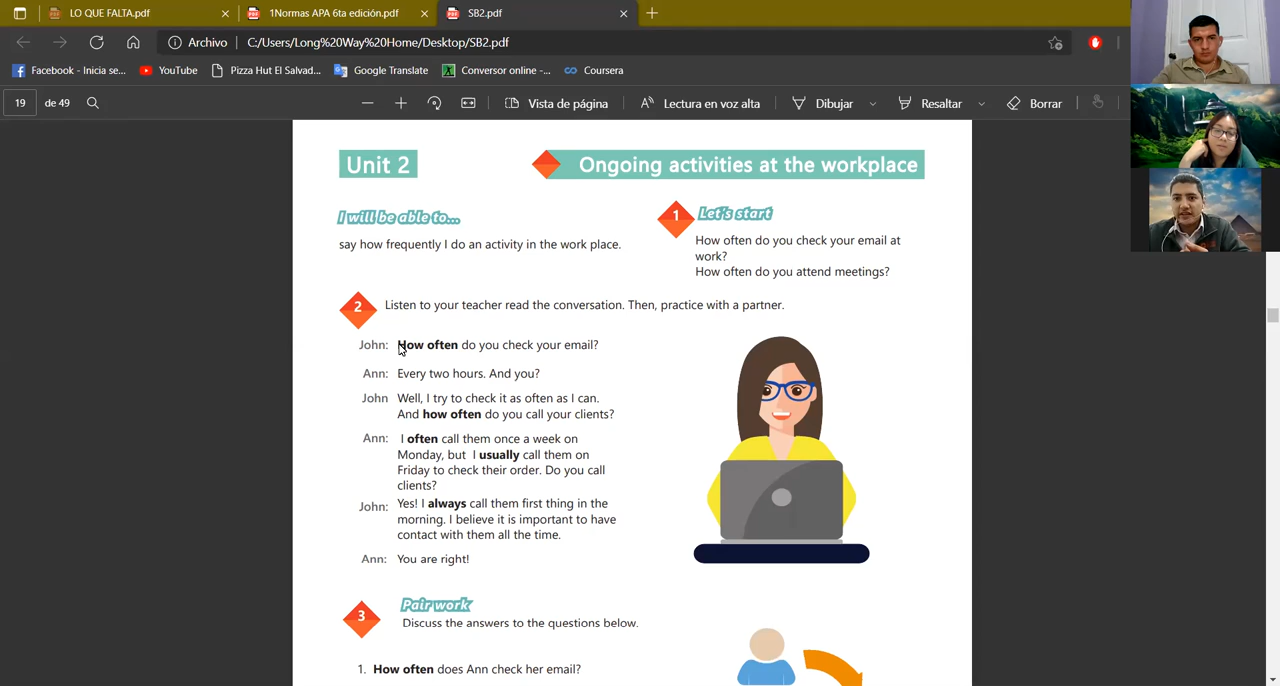 LO QUE FALTA.pdf
1Normas APA 6ta edición.pdf
SB2.pdf
Archivo
C:/Users/Long%20Way%20Home/Desktop/SB2.pdf
Facebook - Inicia se...
YouTube
Pizza Hut El Salvad...
Google Translate
Conversor online -...
Coursera
19
de 49
Vista de página
Lectura en voz alta
Dibujar
Resaltar
Borrar
Unit 2
Ongoing activities at the workplace
I will be able to...
say how frequently I do an activity in the work place.
1
Let's start
How often do you check your email at
work?
How often do you attend meetings?
2
Listen to your teacher read the conversation. Then, practice with a partner.
John: How often do you check your email?
Ann: Every two hours. And you?
John Well, I try to check it as often as I can.
And how often do you call your clients?
Ann: I often call them once a week on
Monday, but I usually call them on
Friday to check their order. Do you call
clients?
John: Yes! I always call them first thing in the
morning. I believe it is important to have
contact with them all the time.
Ann: You are right!
3
Pair work
Discuss the answers to the questions below.
1. How often does Ann check her email?